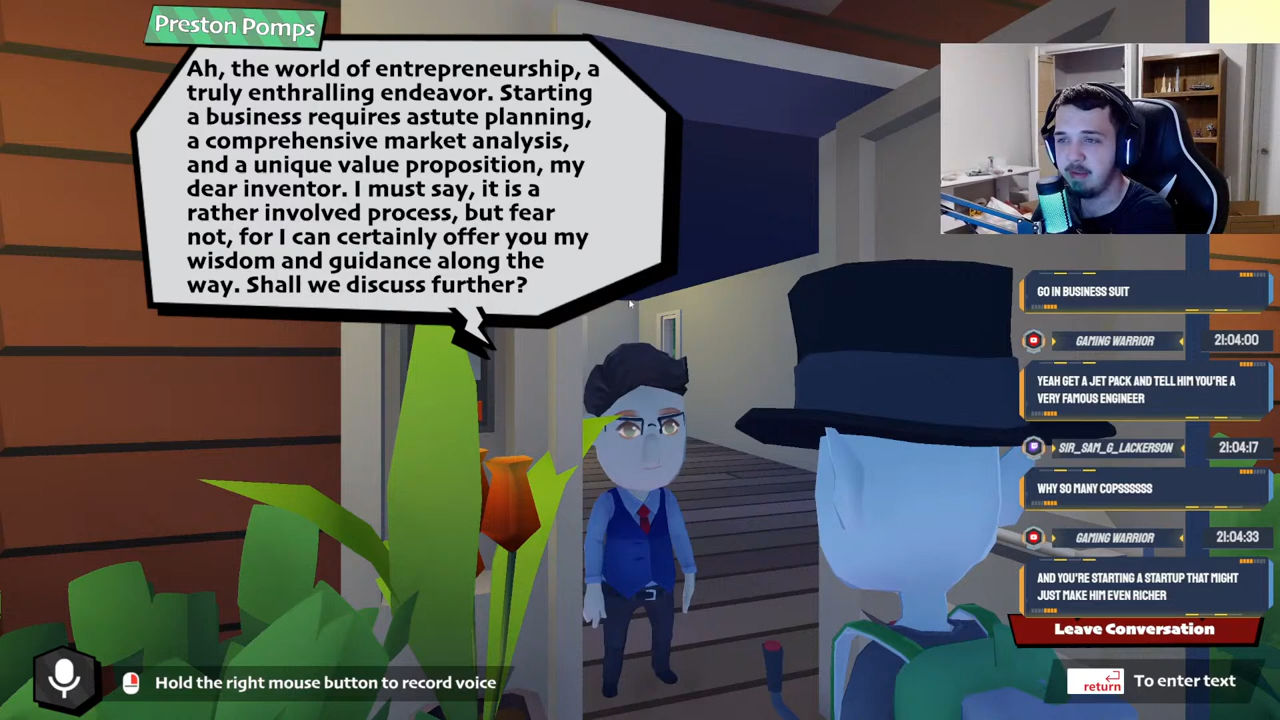 Preston Pomps
Ah, the world of entrepreneurship, a
truly enthralling endeavor. Starting
a business requires astute planning,
a comprehensive market analysis,
and a unique value proposition, my
dear inventor. I must say, it is a
rather involved process, but fear
not, for I can certainly offer you my
wisdom and guidance along the
way. Shall we discuss further?
GO IN BUSINESS SUIT
GAMING WARRIOR
21:04:00
YEAH GET A JET PACK AND TELL HIM YOU'RE A
VERY FAMOUS ENGINEER
SIR_SAM_G_LACKERSON
21:04:17
WHY SO MANY COPSSSSSS
GAMING WARRIOR
21:04:33
AND YOU'RE STARTING A STARTUP THAT MIGHT
JUST MAKE HIM EVEN RICHER
Leave Conversation
Hold the right mouse button to record voice
return
To enter text